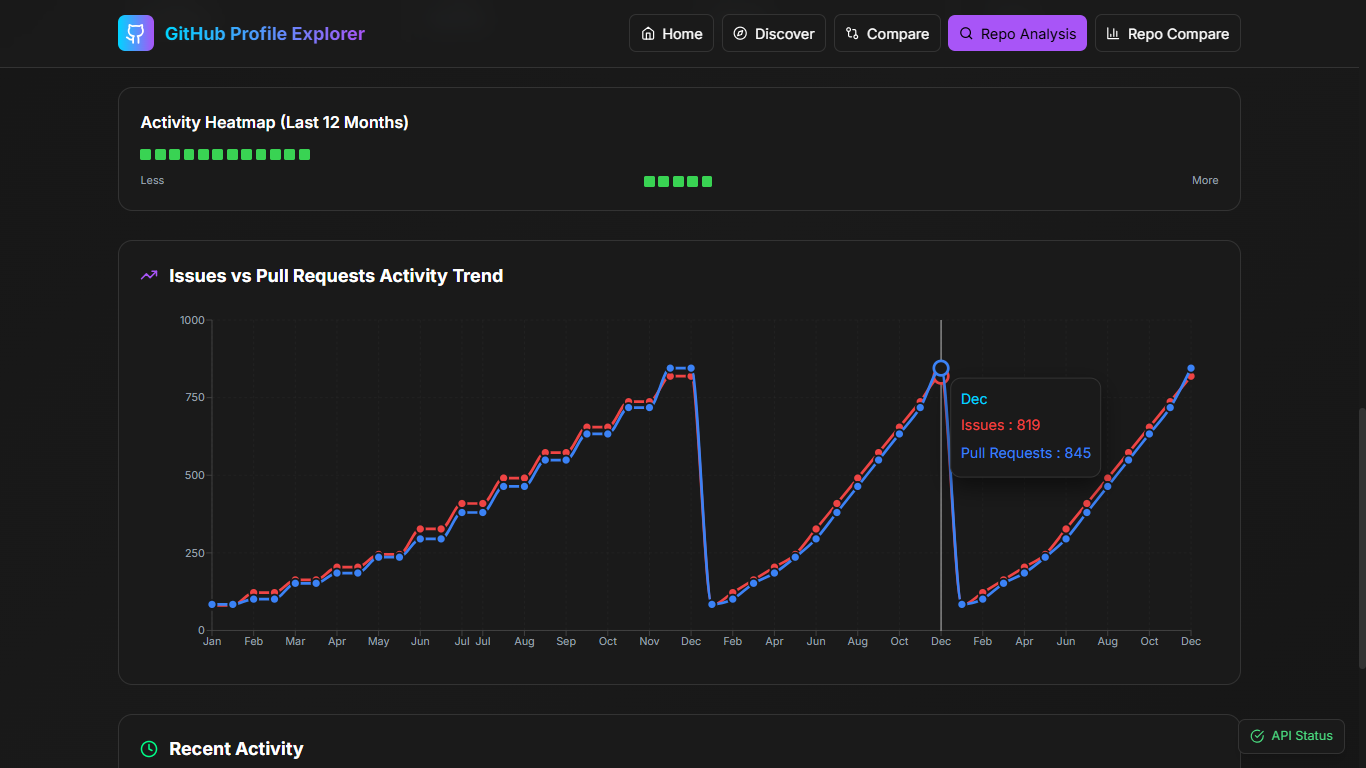 GitHub Profile Explorer
Home
Discover
Compare
Repo Analysis
Repo Compare
Activity Heatmap (Last 12 Months)
Less
More
Issues vs Pull Requests Activity Trend
1000
750
500
250
0
Dec
Issues : 819
Pull Requests : 845
Jan Feb Mar Apr May Jun Jul Jul Aug Sep Oct Nov Dec Feb Apr Jun Aug Oct Dec Feb Apr Jun Aug Oct Dec
Recent Activity
API Status